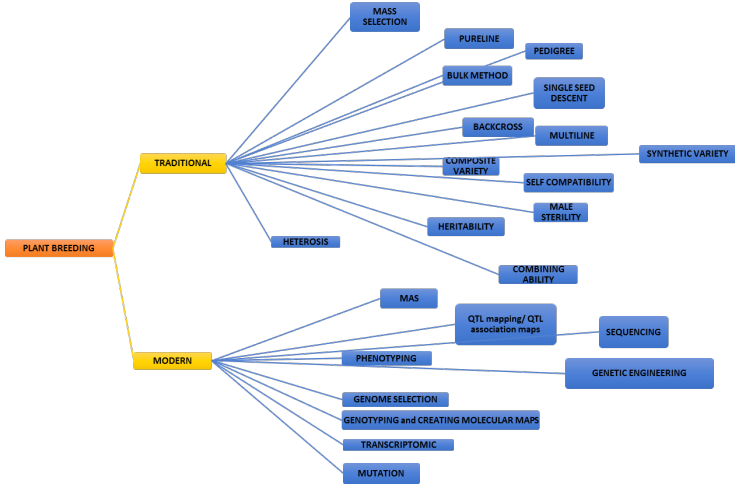 MASS
SELECTION
PURELINE
PEDIGREE
BULK METHOD
SINGLE SEED
DESCENT
BACKCROSS
MULTILINE
SYNTHETIC VARIETY
COMPOSITE
VARIETY
TRADITIONAL
SELF COMPATIBILITY
MALE
STERILITY
HERITABILITY
HETEROSIS
PLANT BREEDING
COMBINING
ABILITY
MAS
QTL mapping/ QTL
association maps
SEQUENCING
PHENOTYPING
MODERN
GENETIC ENGINEERING
GENOME SELECTION
GENOTYPING and CREATING MOLECULAR MAPS
TRANSCRIPTOMIC
MUTATION